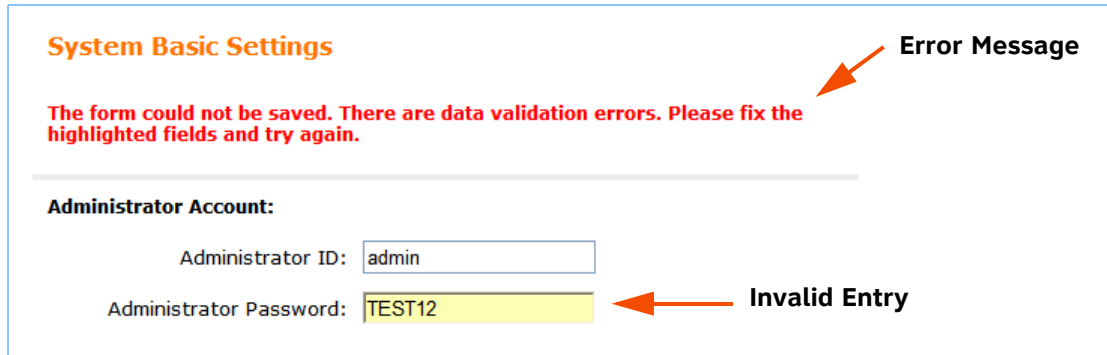 System Basic Settings
Error Message
The form could not be saved. There are data validation errors. Please fix the
highlighted fields and try again.
Administrator Account:
Administrator ID: admin
Administrator Password: TEST12
Invalid Entry